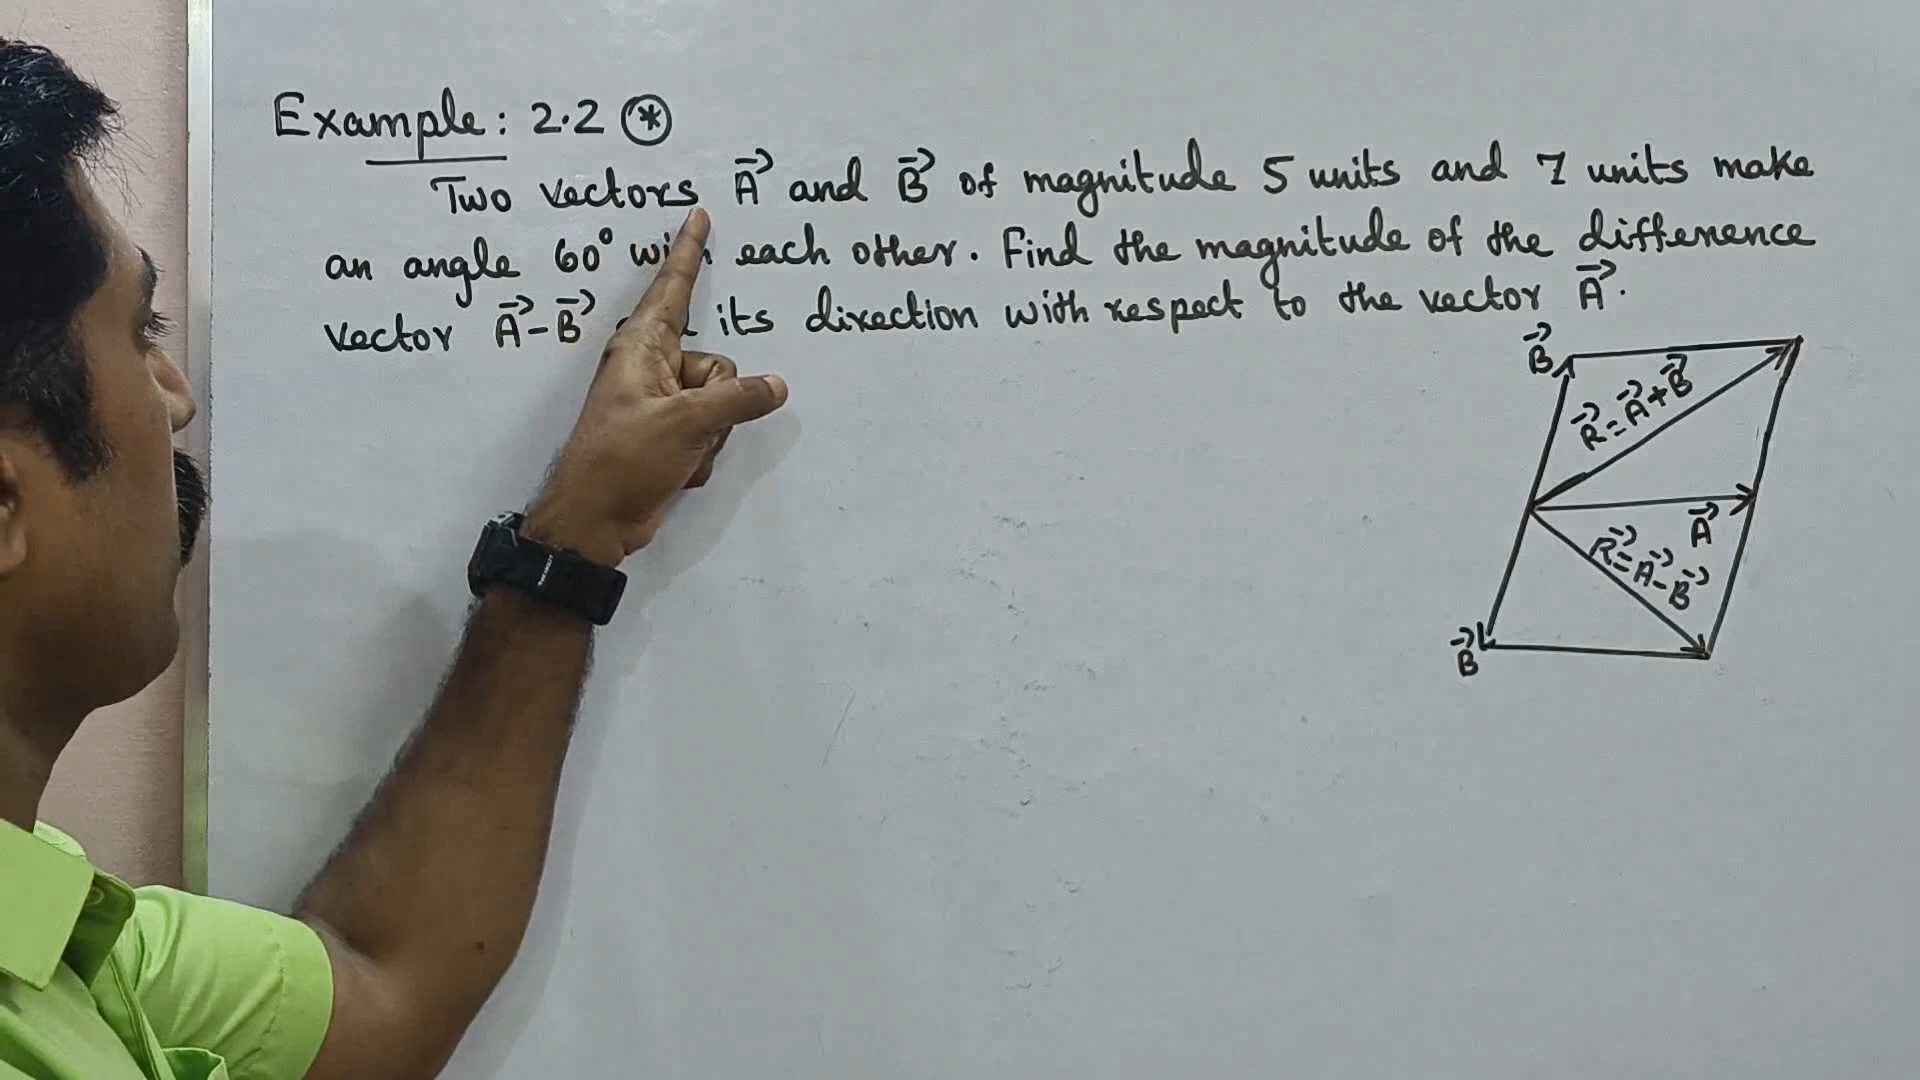 Example: 2.2 *
Two vectors A⃗ and B⃗ of magnitude 5 units and 7 units make
an angle 60° with each other. Find the magnitude of the difference
vector A⃗ - B⃗ its direction with respect to the vector A⃗.
B⃗
R⃗ = A⃗ + B⃗
A⃗
R⃗ = A⃗ - B⃗
B⃗